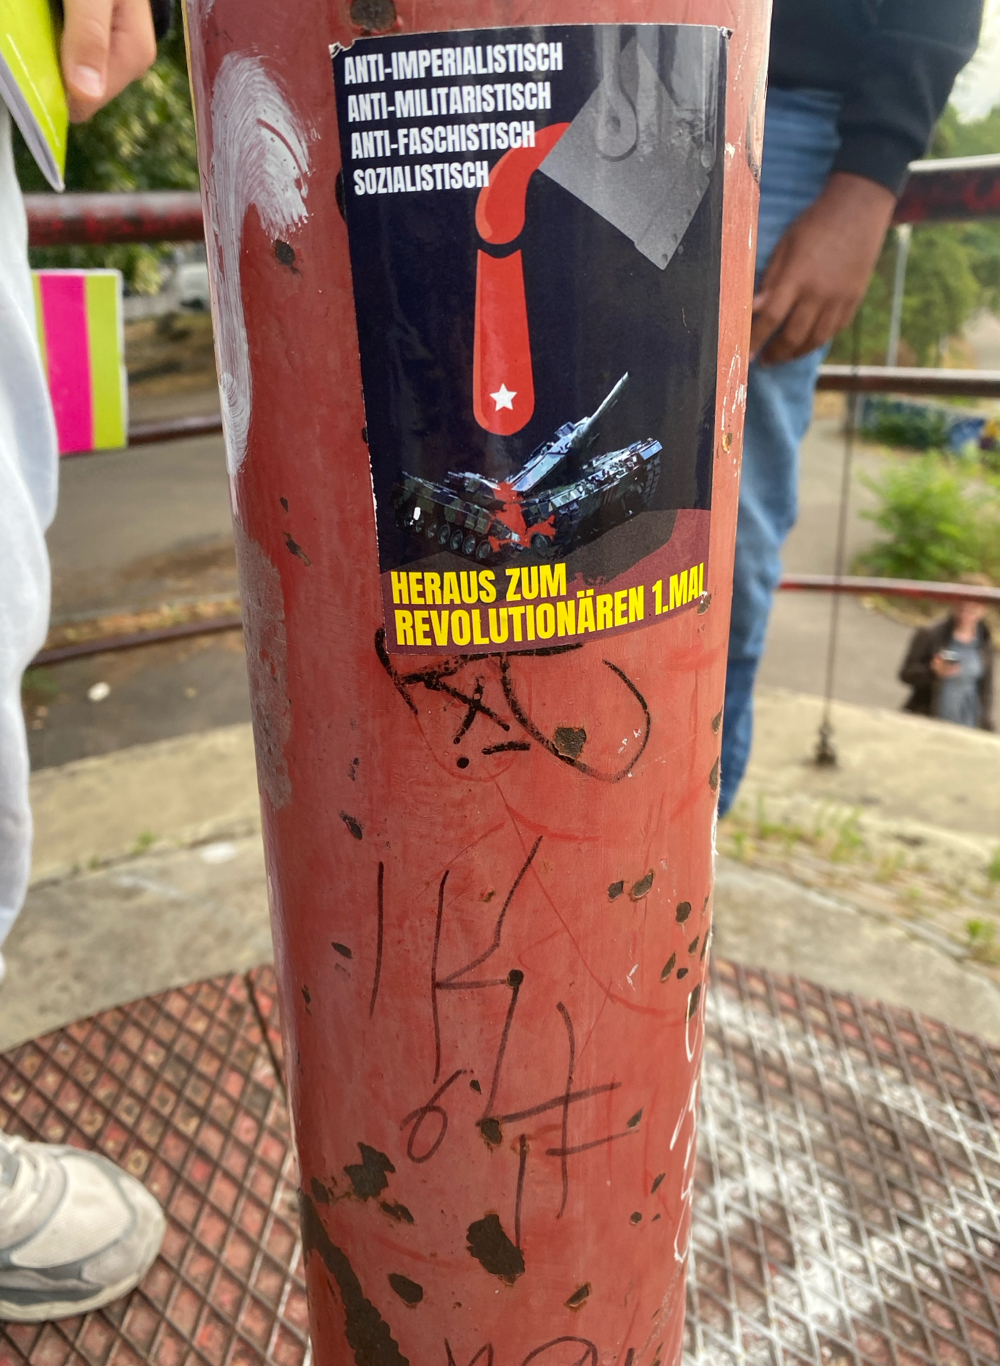 ANTI-IMPERIALISTISCH
ANTI-MILITARISTISCH
ANTI-FASCHISTISCH
SOZIALISTISCH
HERAUS ZUM
REVOLUTIONÄREN 1.MAI